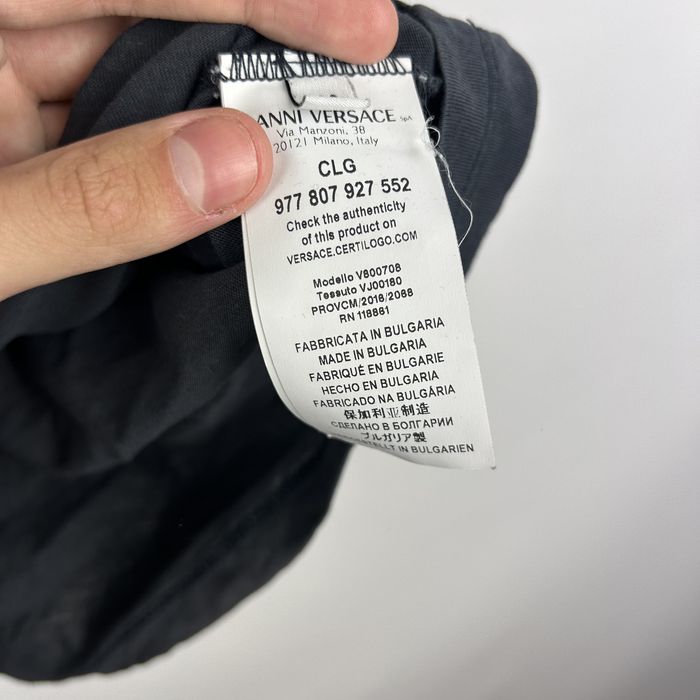 ANNI VERSACE SpA
Via Manzoni, 38
20121 Milano, Italy
CLG
977 807 927 552
Check the authenticity
of this product on
VERSACE.CERTILOGO.COM
Modello V800708
Tessuto VJ00180
PROVCM/2016/2068
RN 118881
FABBRICATA IN BULGARIA
MADE IN BULGARIA
FABRIQUÉ EN BULGARIE
HECHO EN BULGARIA
FABRICADO NA BULGÁRIA
保加利亚制造
СДЕЛАНО В БОЛГАРИИ
ブルガリア製
STELLT IN BULGARIEN